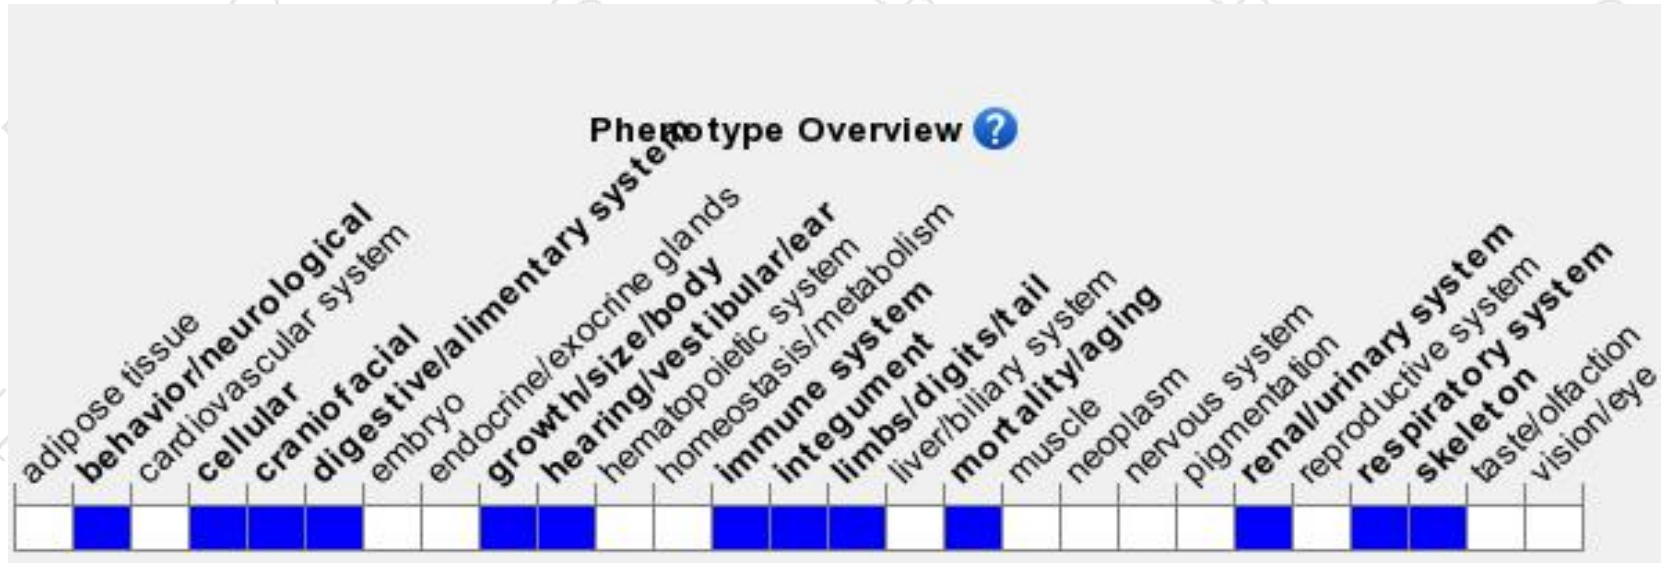 Phenotype Overview ?
adipose tissue
behavior/neurological
cardiovascular system
cellular
craniofacial
digestive/alimentary system
embryo
endocrine/exocrine glands
growth/size/body
hearing/vestibular/ear
hematopoietic system
homeostasis/metabolism
immune system
integument
limbs/digits/tail
liver/biliary system
mortality/aging
muscle
neoplasm
nervous system
pigmentation
renal/urinary system
reproductive system
respiratory system
skeleton
taste/olfaction
vision/eye